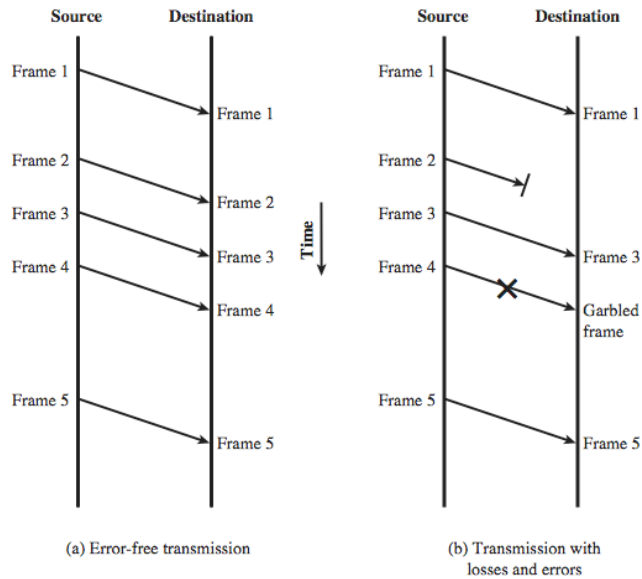 Source Destination
Frame 1
Frame 1
Frame 2
Frame 2
Frame 3
Frame 3
Frame 4
Frame 4
Frame 5
Frame 5
(a) Error-free transmission
Time
Source Destination
Frame 1
Frame 1
Frame 2
Frame 3
Frame 3
Frame 4
Garbled
frame
Frame 5
Frame 5
(b) Transmission with
losses and errors